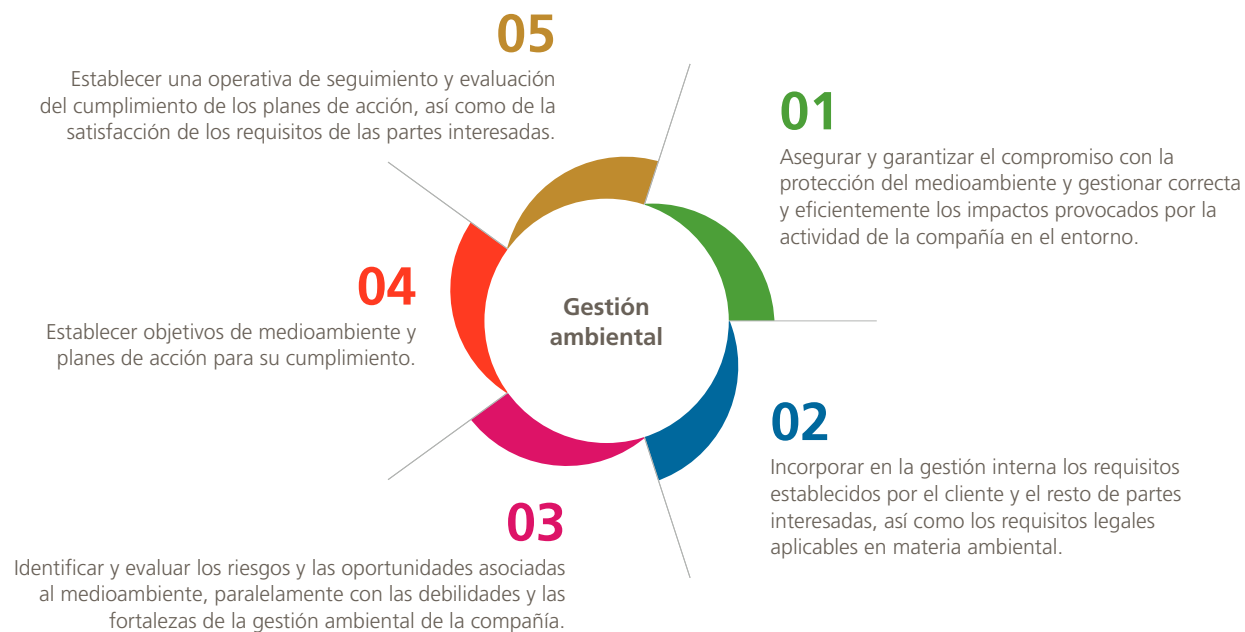 05
Establecer una operativa de seguimiento y evaluación
del cumplimiento de los planes de acción, así como de la
satisfacción de los requisitos de las partes interesadas.
01
Asegurar y garantizar el compromiso con la
protección del medioambiente y gestionar correcta
y eficientemente los impactos provocados por la
actividad de la compañía en el entorno.
04
Establecer objetivos de medioambiente y
planes de acción para su cumplimiento.
Gestión
ambiental
02
Incorporar en la gestión interna los requisitos
establecidos por el cliente y el resto de partes
interesadas, así como los requisitos legales
aplicables en materia ambiental.
03
Identificar y evaluar los riesgos y las oportunidades asociadas
al medioambiente, paralelamente con las debilidades y las
fortalezas de la gestión ambiental de la compañía.